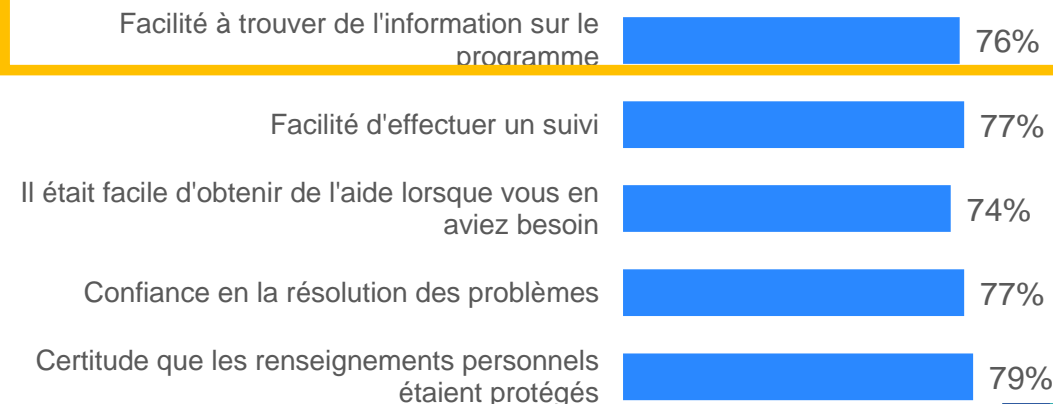 Facilité à trouver de l'information sur le
programme
76%
Facilité d'effectuer un suivi
77%
Il était facile d'obtenir de l'aide lorsque vous en
aviez besoin
74%
Confiance en la résolution des problèmes
77%
Certitude que les renseignements personnels
étaient protégés
79%